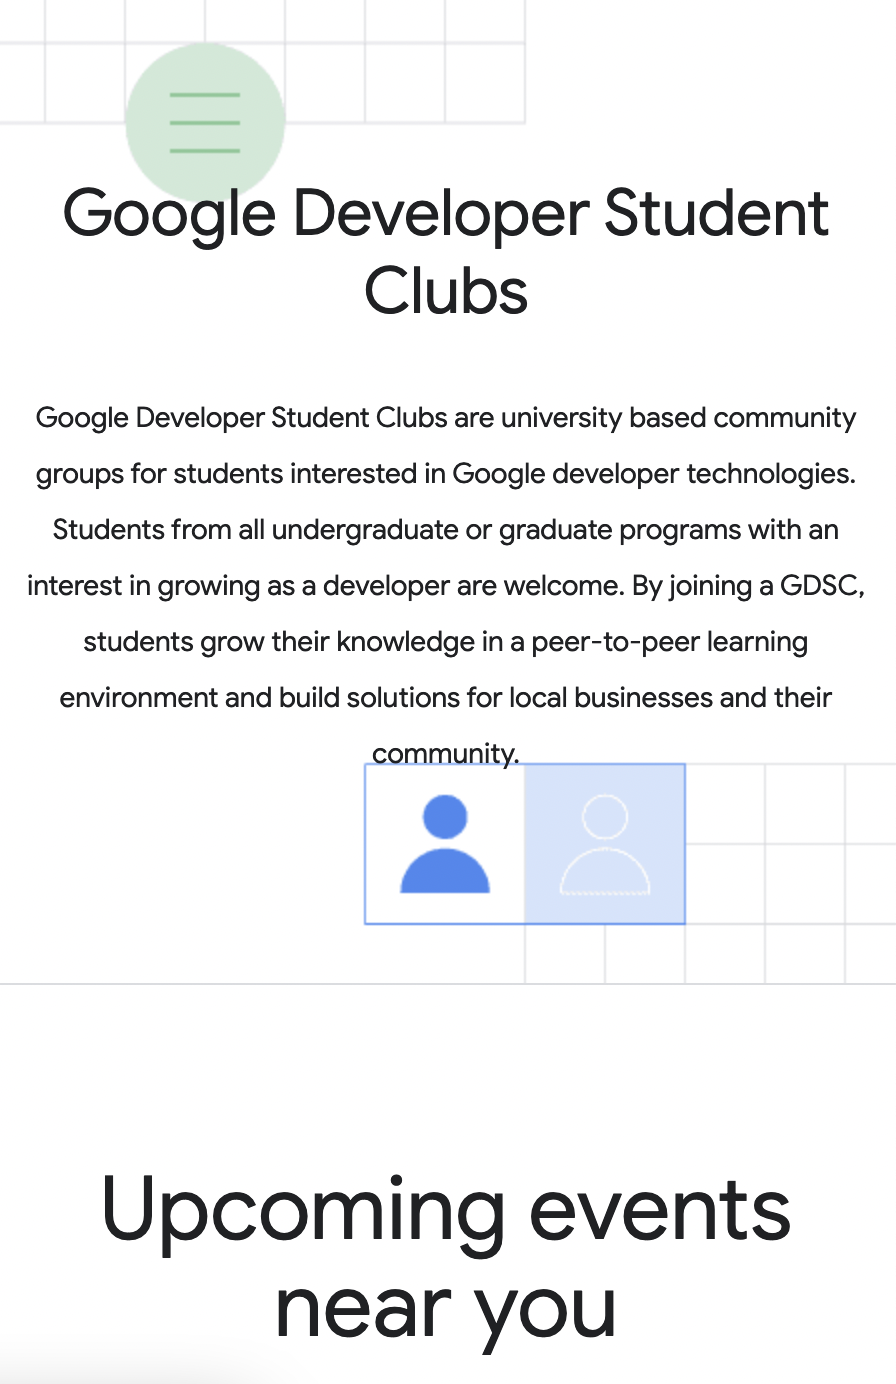 Google Developer Student
Clubs
Google Developer Student Clubs are university based community
groups for students interested in Google developer technologies.
Students from all undergraduate or graduate programs with an
interest in growing as a developer are welcome. By joining a GDSC,
students grow their knowledge in a peer-to-peer learning
environment and build solutions for local businesses and their
community.
Upcoming events
near you